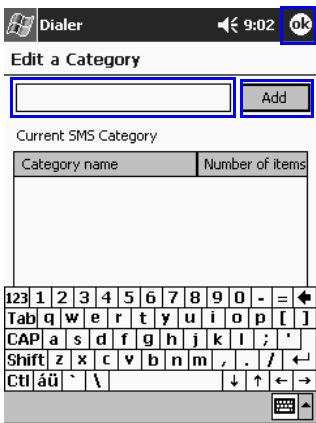 Dialer 9:02 ok
Edit a Category
Add
Current SMS Category
Category name Number of items
123 1 2 3 4 5 6 7 8 9 0 - =
Tab q w e r t y u i o p [ ]
CAP a s d f g h j k l ; '
Shift z x c v b n m , . /
Ctl áü ` \